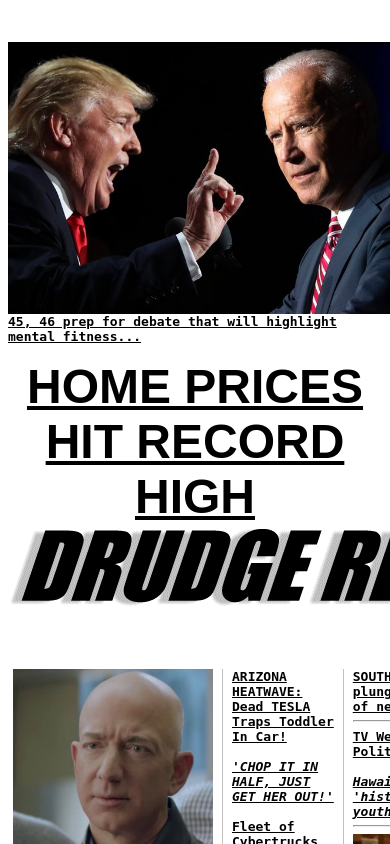 45, 46 prep for debate that will highlight
mental fitness...
HOME PRICES
HIT RECORD
HIGH
DRUDGE
ARIZONA
HEATWAVE:
Dead TESLA
Traps Toddler
In Car!
'CHOP IT IN
HALF, JUST
GET HER OUT!'
Fleet of
Cybertrucks
SOUTH
plung
of ne
TV We
Polit
Hawai
'hist
youth